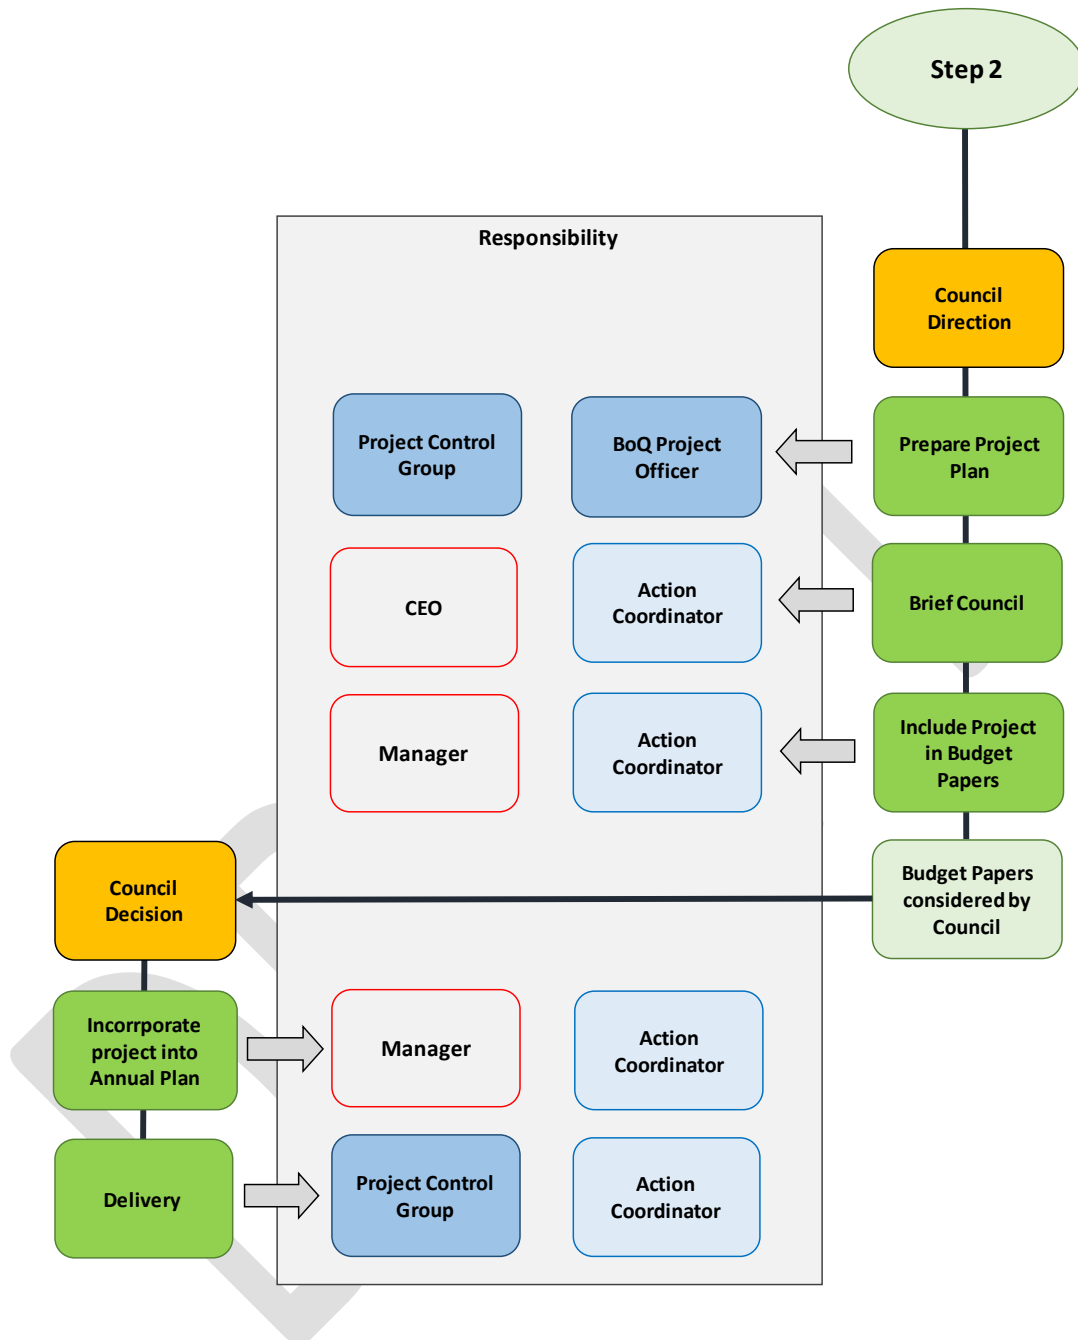 Step 2
Responsibility
Council
Direction
Project Control
Group
BoQ Project
Officer
Prepare Project
Plan
CEO
Action
Coordinator
Brief Council
Manager
Action
Coordinator
Include Project
in Budget
Papers
Council
Decision
Budget Papers
considered by
Council
Incorrporate
project into
Annual Plan
Manager
Action
Coordinator
Delivery
Project Control
Group
Action
Coordinator